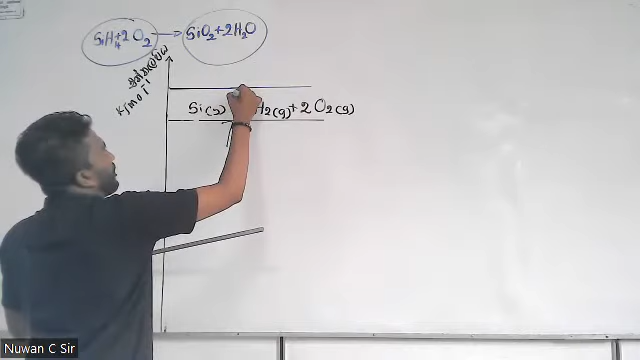 SiH₄+2O₂ → SiO₂+2H₂O
kJmol⁻¹
Si(s) H₂(g)+2O₂(g)
Nuwan C Sir